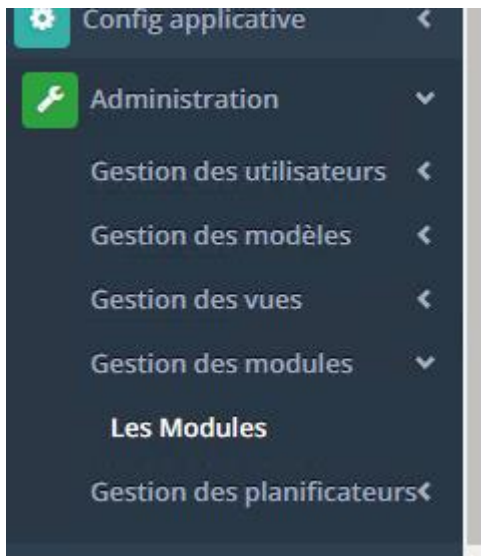 Config applicative
Administration
Gestion des utilisateurs
Gestion des modèles
Gestion des vues
Gestion des modules
Les Modules
Gestion des planificateurs